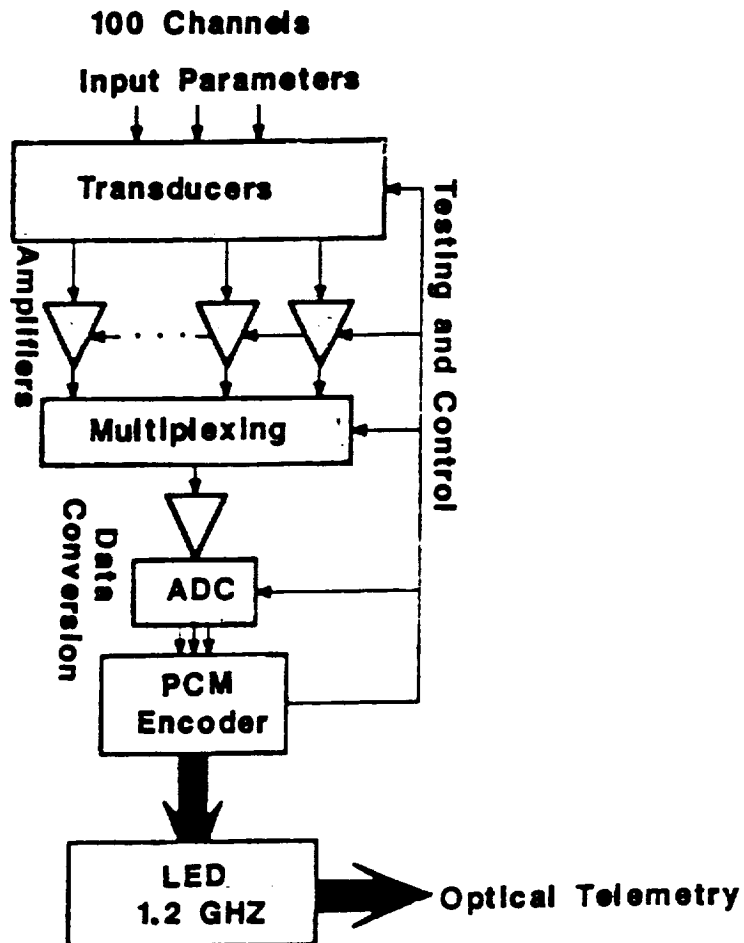 100 Channels
Input Parameters
Transducers
Amplifiers
Testing and Control
Multiplexing
Data
Conversion
ADC
PCM
Encoder
LED
1.2 GHZ
Optical Telemetry